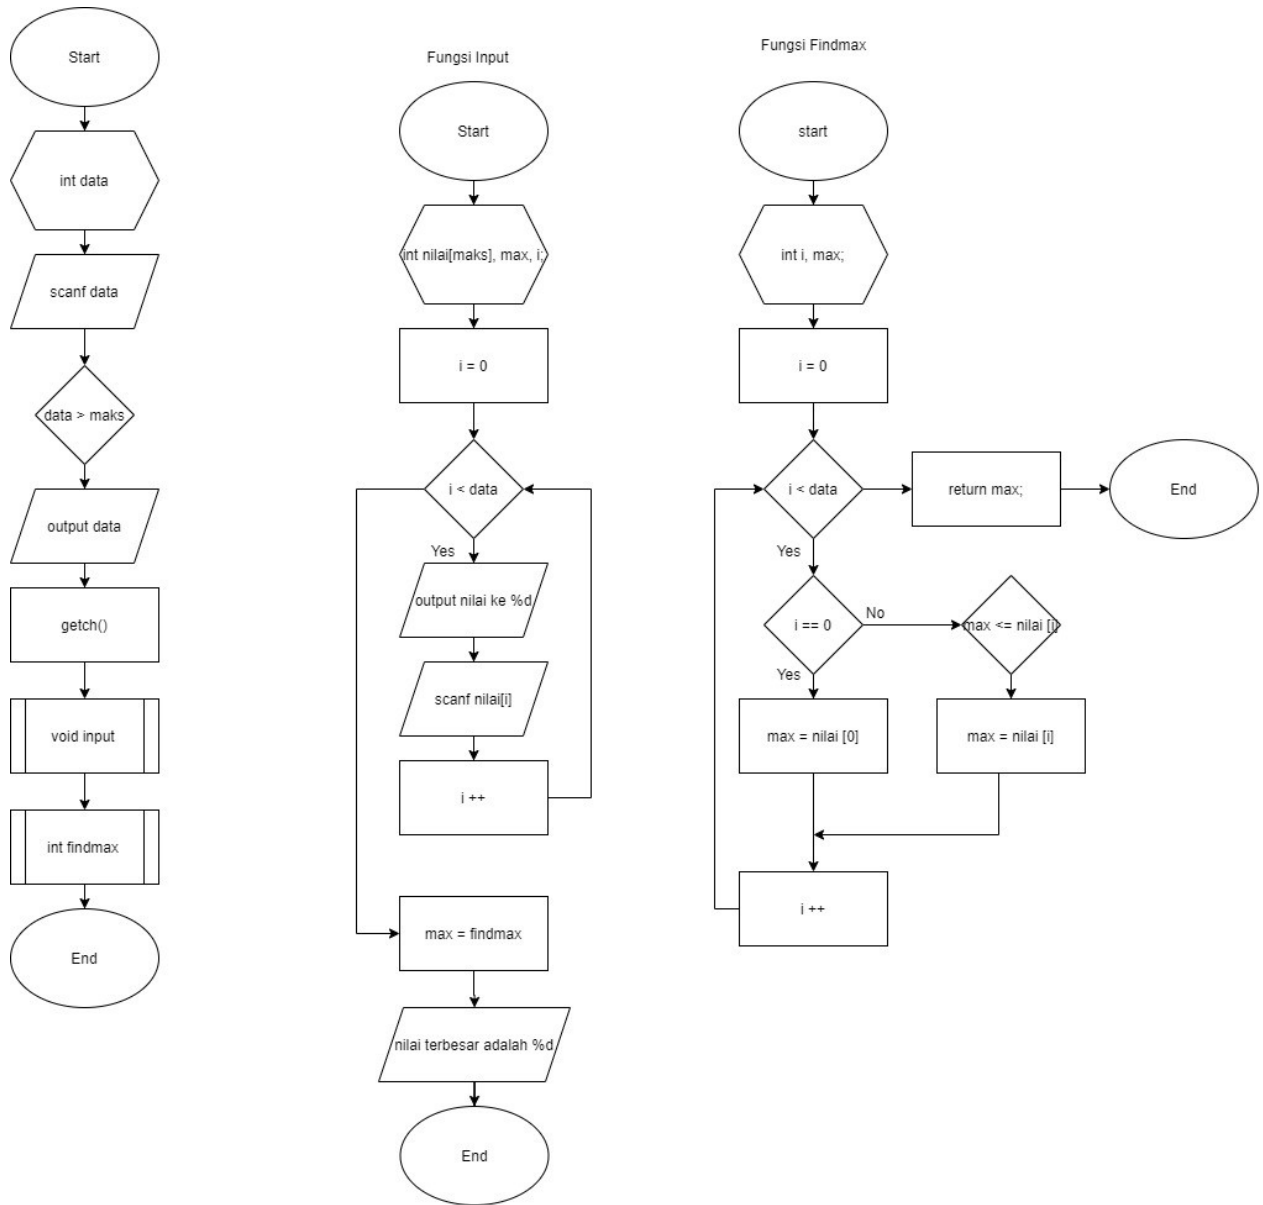 Start
int data
scanf data
data > maks
output data
getch()
void input
int findmax
End
Fungsi Input
Start
int nilai[maks], max, i;
i = 0
i < data
Yes
output nilai ke %d
scanf nilai[i]
i ++
max = findmax
nilai terbesar adalah %d
End
Fungsi Findmax
start
int i, max;
i = 0
i < data
return max;
End
Yes
i == 0
No
max <= nilai [i]
Yes
max = nilai [0]
max = nilai [i]
i ++